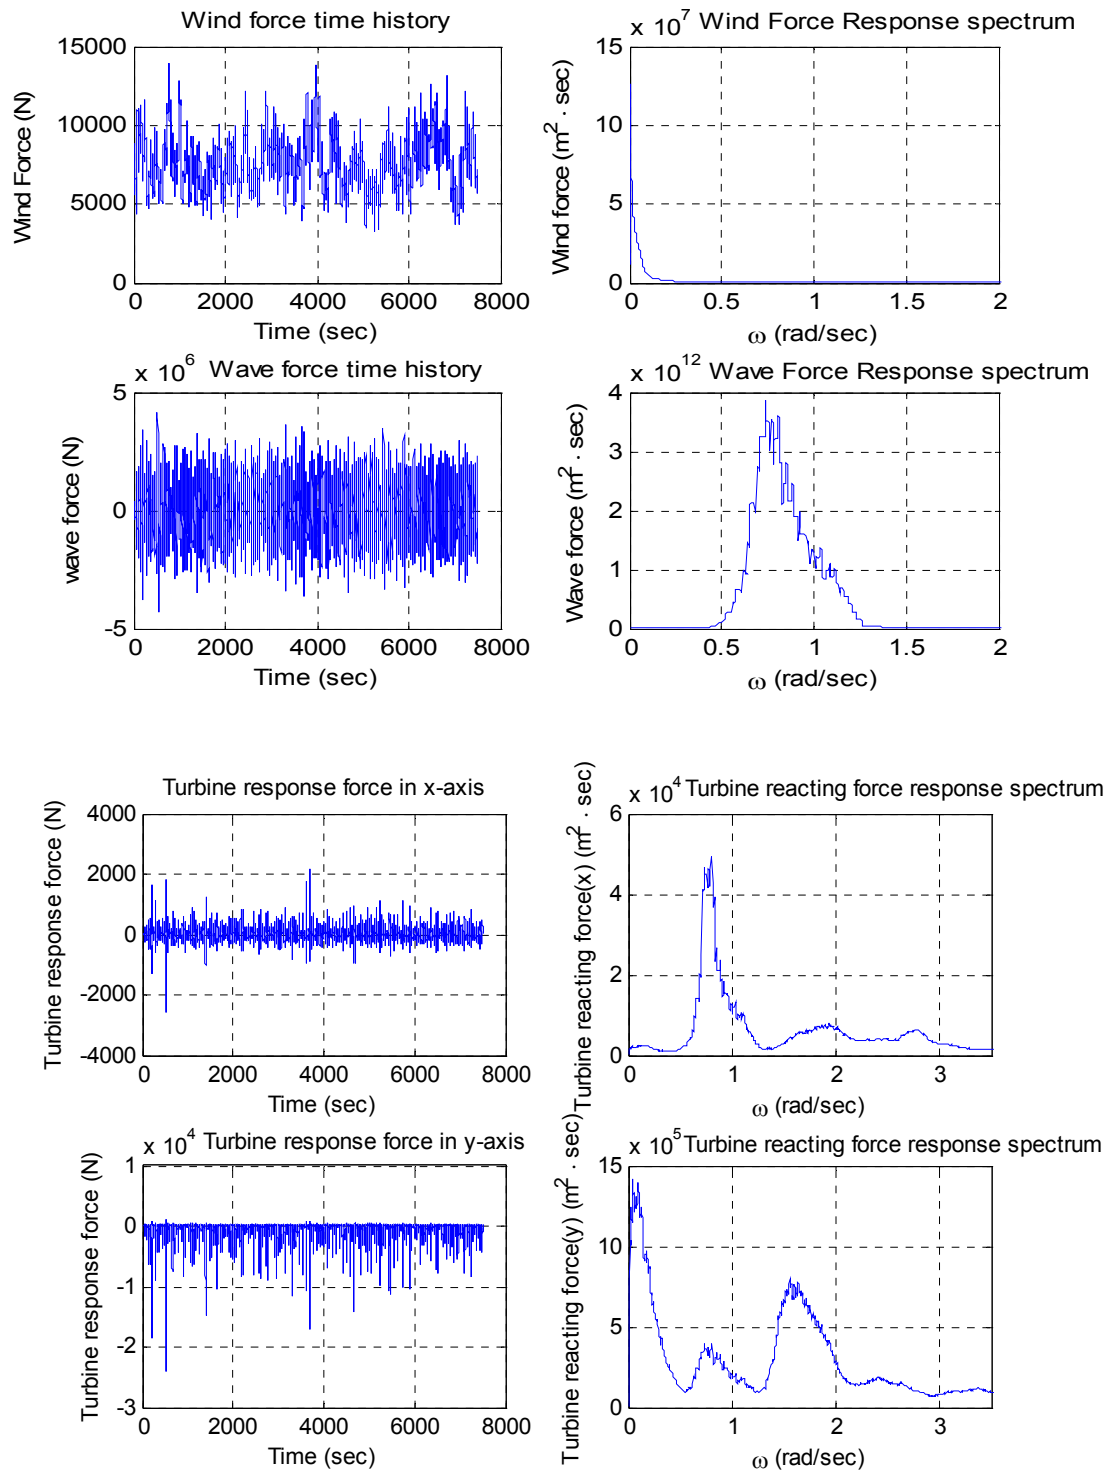 Wind force time history
Wind Force (N)
15000
10000
5000
0
0 2000 4000 6000 8000
Time (sec)
x 10^7 Wind Force Response spectrum
Wind force (m^2 · sec)
15
10
5
0
0 0.5 1 1.5 2
ω (rad/sec)
x 10^6 Wave force time history
wave force (N)
5
0
-5
0 2000 4000 6000 8000
Time (sec)
x 10^12 Wave Force Response spectrum
Wave force (m^2 · sec)
4
3
2
1
0
0 0.5 1 1.5 2
ω (rad/sec)
Turbine response force in x-axis
Turbine response force (N)
4000
2000
0
-2000
-4000
0 2000 4000 6000 8000
Time (sec)
x 10^4 Turbine reacting force response spectrum
Turbine reacting force(x) (m^2 · sec)
6
4
2
0
0 1 2 3
ω (rad/sec)
x 10^4 Turbine response force in y-axis
Turbine response force (N)
1
0
-1
-2
-3
0 2000 4000 6000 8000
Time (sec)
x 10^5 Turbine reacting force response spectrum
Turbine reacting force(y) (m^2 · sec)
15
10
5
0
0 1 2 3
ω (rad/sec)